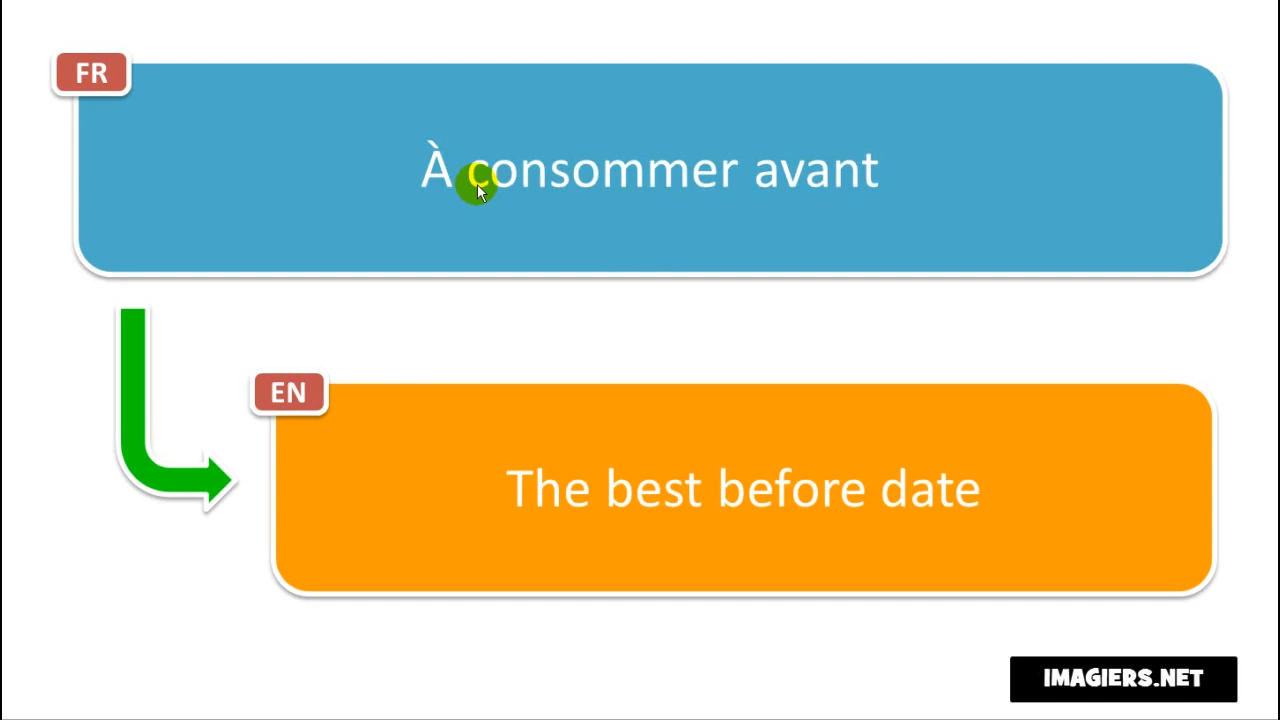 FR
À consommer avant
EN
The best before date
IMAGIERS.NET